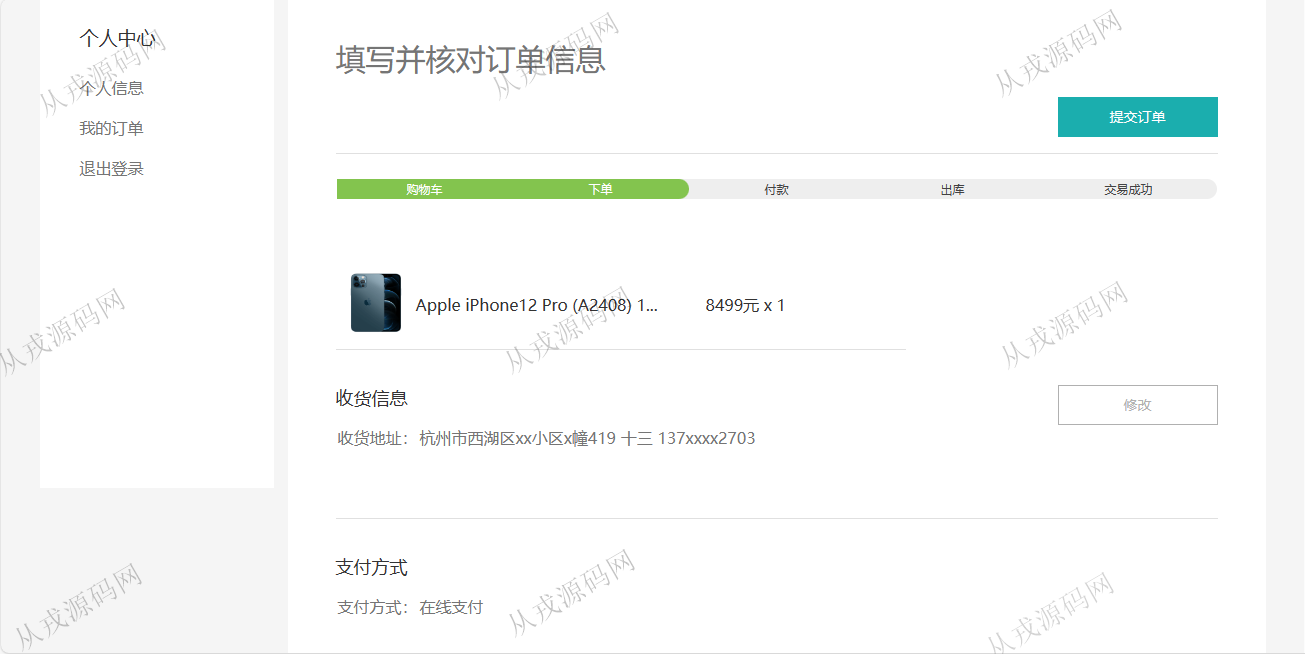 个人中心
个人信息
我的订单
退出登录
填写并核对订单信息
提交订单
购物车 下单 付款 出库 交易成功
Apple iPhone12 Pro (A2408) 1... 8499元 x 1
收货信息
修改
收货地址：杭州市西湖区xx小区x幢419 十三 137xxxx2703
支付方式
支付方式：在线支付
从戎源码网
从戎源码网
从戎源码网
从戎源码网
从戎源码网
从戎源码网
从戎源码网
从戎源码网
从戎源码网